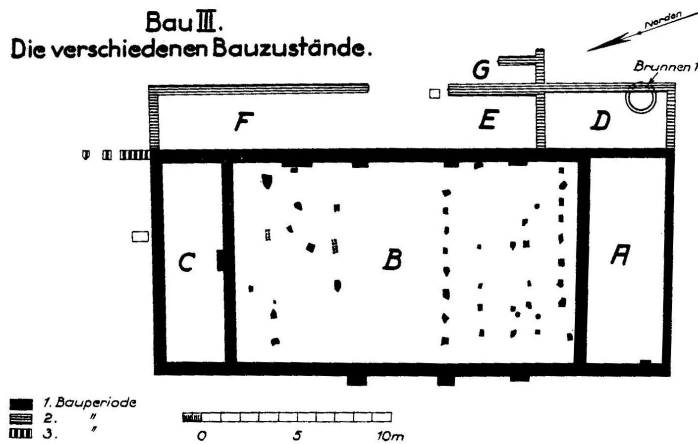 Bau III.
Die verschiedenen Bauzustände.
Norden
Brunnen 1
G
F
E
D
C
B
A
1. Bauperiode
2. "
3. "
0 5 10m